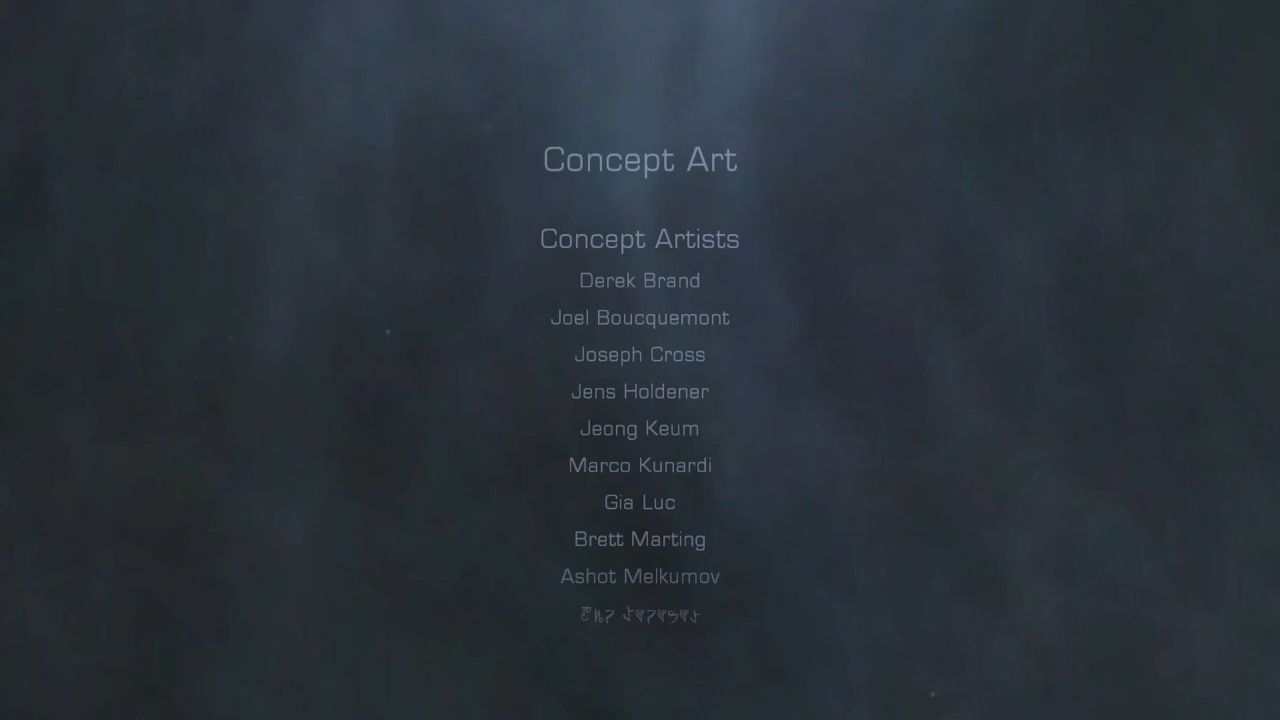 Concept Art
Concept Artists
Derek Brand
Joel Boucquemont
Joseph Cross
Jens Holdener
Jeong Keum
Marco Kunardi
Gia Luc
Brett Marting
Ashot Melkumov